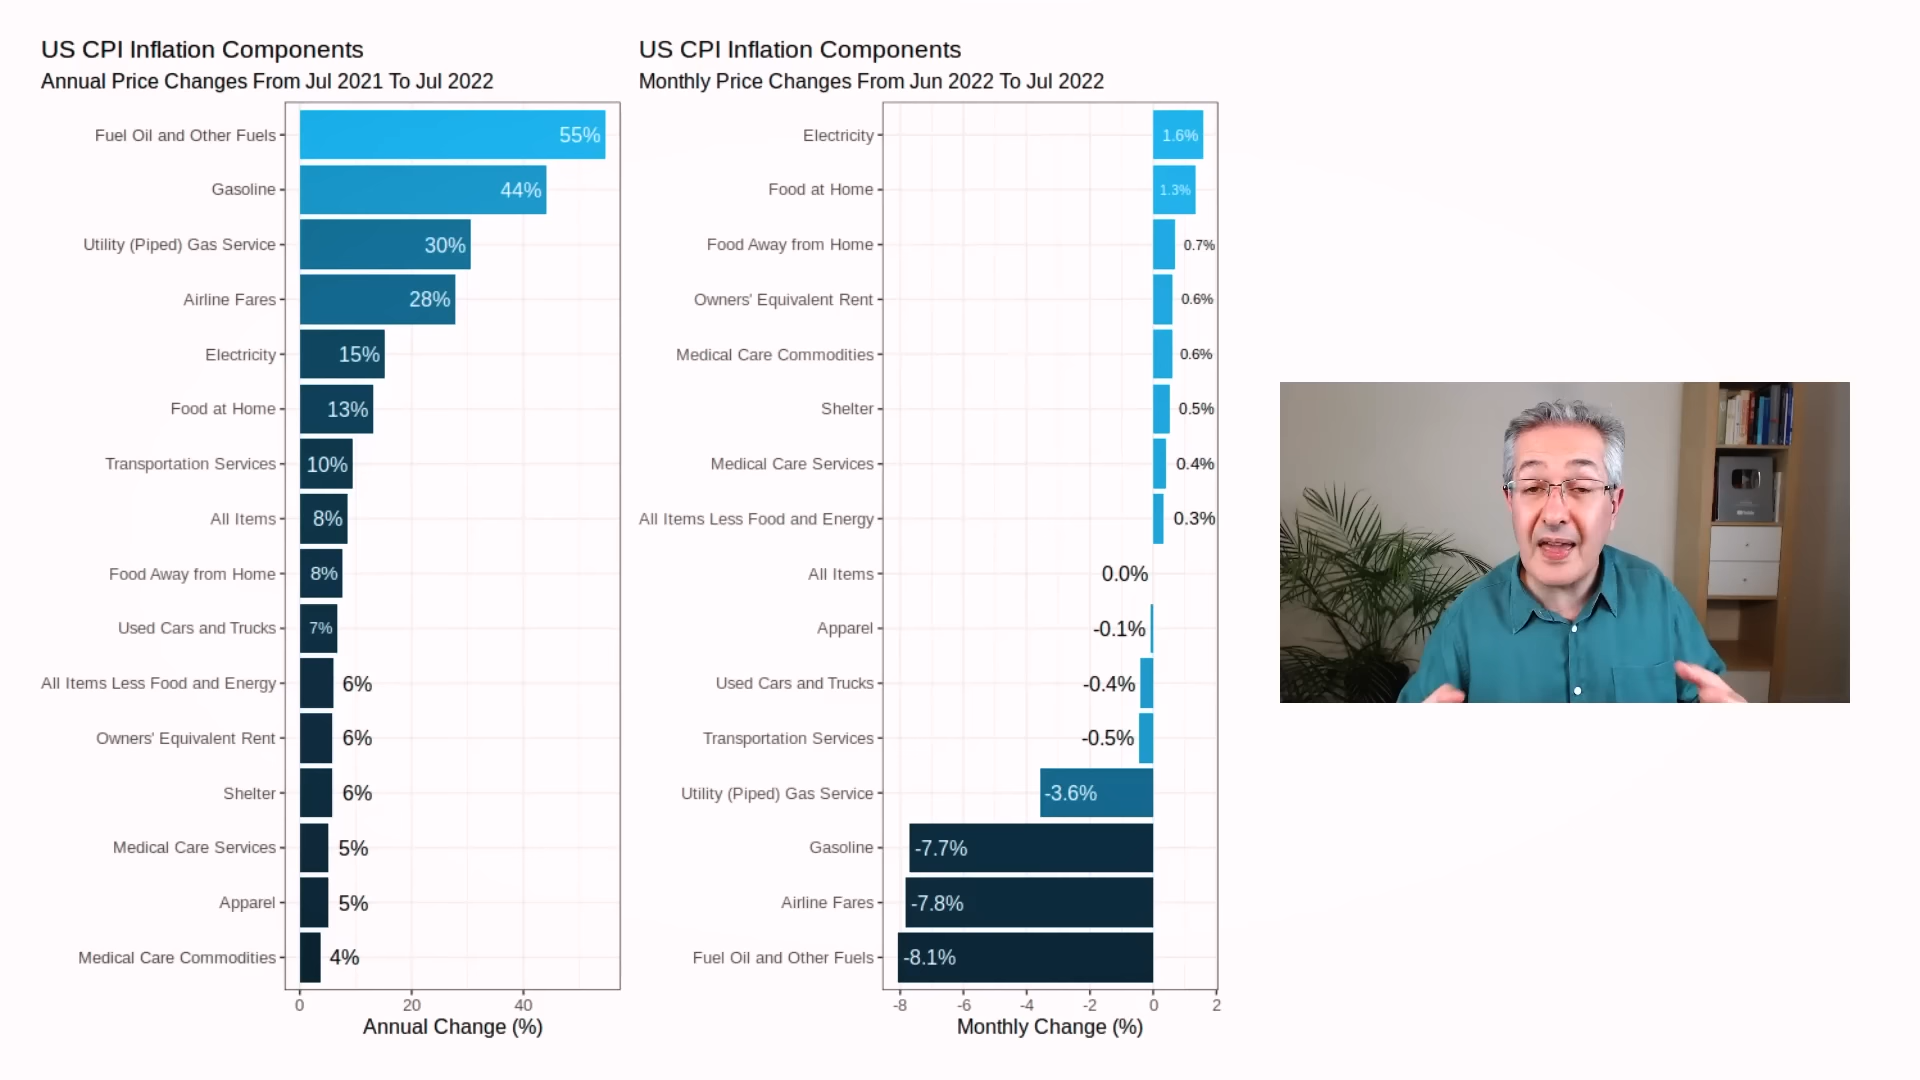 US CPI Inflation Components
Annual Price Changes From Jul 2021 To Jul 2022
Fuel Oil and Other Fuels 55%
Gasoline 44%
Utility (Piped) Gas Service 30%
Airline Fares 28%
Electricity 15%
Food at Home 13%
Transportation Services 10%
All Items 8%
Food Away from Home 8%
Used Cars and Trucks 7%
All Items Less Food and Energy 6%
Owners' Equivalent Rent 6%
Shelter 6%
Medical Care Services 5%
Apparel 5%
Medical Care Commodities 4%
0 20 40
Annual Change (%)
US CPI Inflation Components
Monthly Price Changes From Jun 2022 To Jul 2022
Electricity 1.6%
Food at Home 1.3%
Food Away from Home 0.7%
Owners' Equivalent Rent 0.6%
Medical Care Commodities 0.6%
Shelter 0.5%
Medical Care Services 0.4%
All Items Less Food and Energy 0.3%
All Items 0.0%
Apparel -0.1%
Used Cars and Trucks -0.4%
Transportation Services -0.5%
Utility (Piped) Gas Service -3.6%
Gasoline -7.7%
Airline Fares -7.8%
Fuel Oil and Other Fuels -8.1%
-8 -6 -4 -2 0 2
Monthly Change (%)